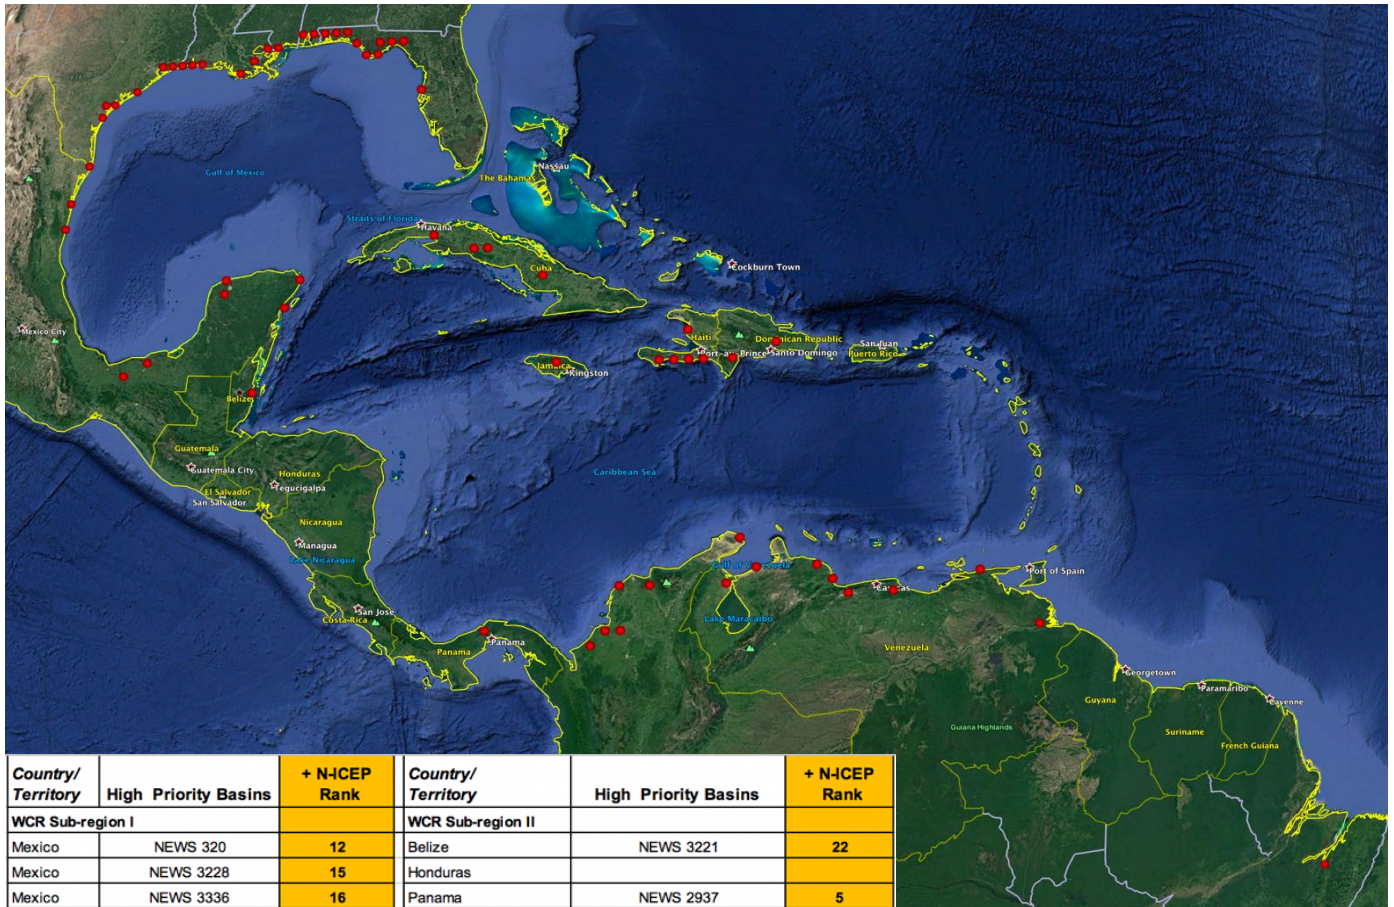 Gulf of Mexico
Nassau
The Bahamas
Straits of Florida
Havana
Cuba
Cockburn Town
Mexico City
Haiti
Dominican Republic
San Juan
Port-au-Prince
Santo Domingo
Puerto Rico
Jamaica
Kingston
Belize
Guatemala
Caribbean Sea
Guatemala City
Honduras
Tegucigalpa
El Salvador
San Salvador
Nicaragua
Managua
Lake Nicaragua
Port of Spain
San Jose
Costa Rica
Lake Maracaibo
Panama
Panama
Venezuela
Georgetown
Paramaribo
Cayenne
Guyana
Guiana Highlands
Suriname
French Guiana
Country/ + N-ICEP Country/ + N-ICEP
Territory High Priority Basins Rank Territory High Priority Basins Rank
WCR Sub-region I WCR Sub-region II
Mexico NEWS 320 12 Belize NEWS 3221 22
Mexico NEWS 3228 15 Honduras
Mexico NEWS 3336 16 Panama NEWS 2937 5